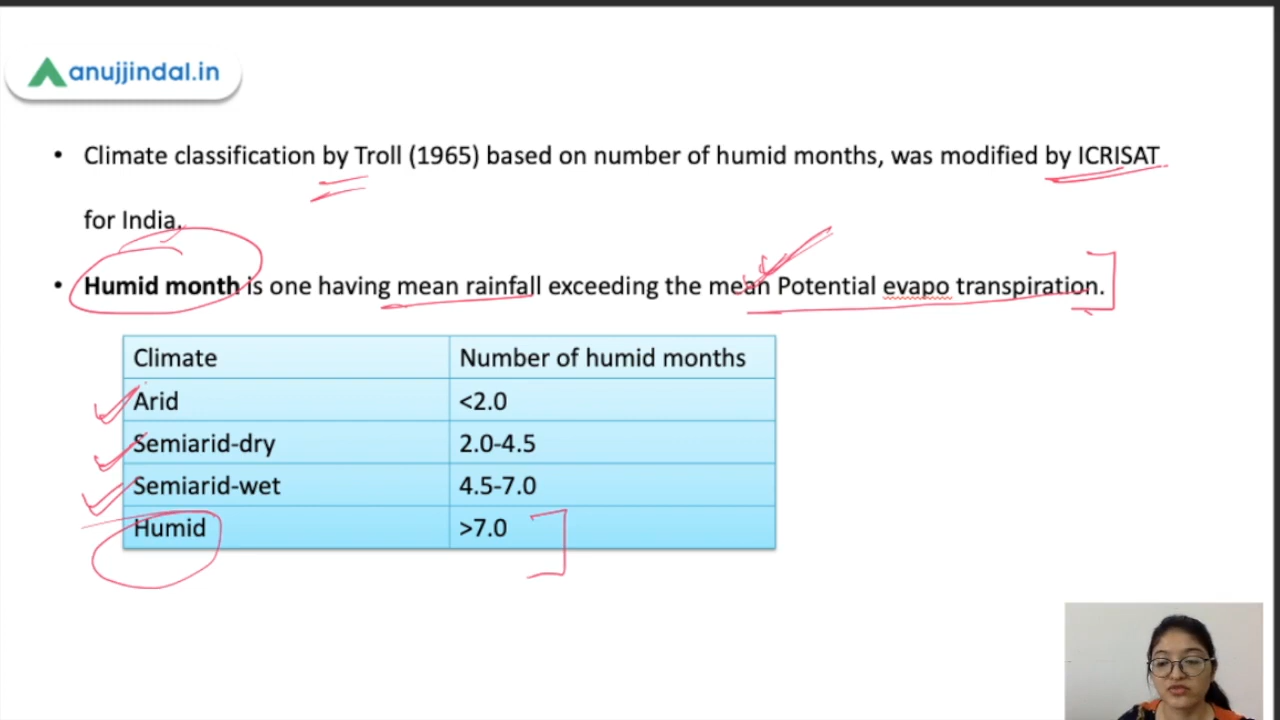 anujjindal.in
• Climate classification by Troll (1965) based on number of humid months, was modified by ICRISAT
for India.
• Humid month is one having mean rainfall exceeding the mean Potential evapo transpiration.
Climate Number of humid months
Arid <2.0
Semiarid-dry 2.0-4.5
Semiarid-wet 4.5-7.0
Humid >7.0